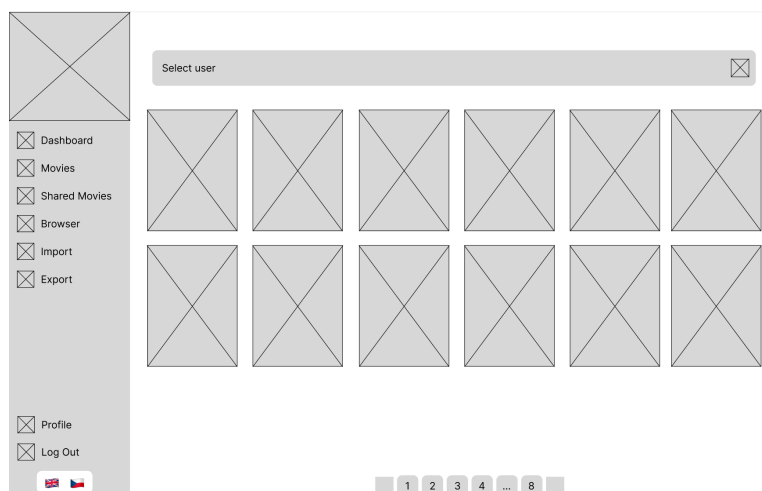 Select user
Dashboard
Movies
Shared Movies
Browser
Import
Export
Profile
Log Out
1 2 3 4 ... 8